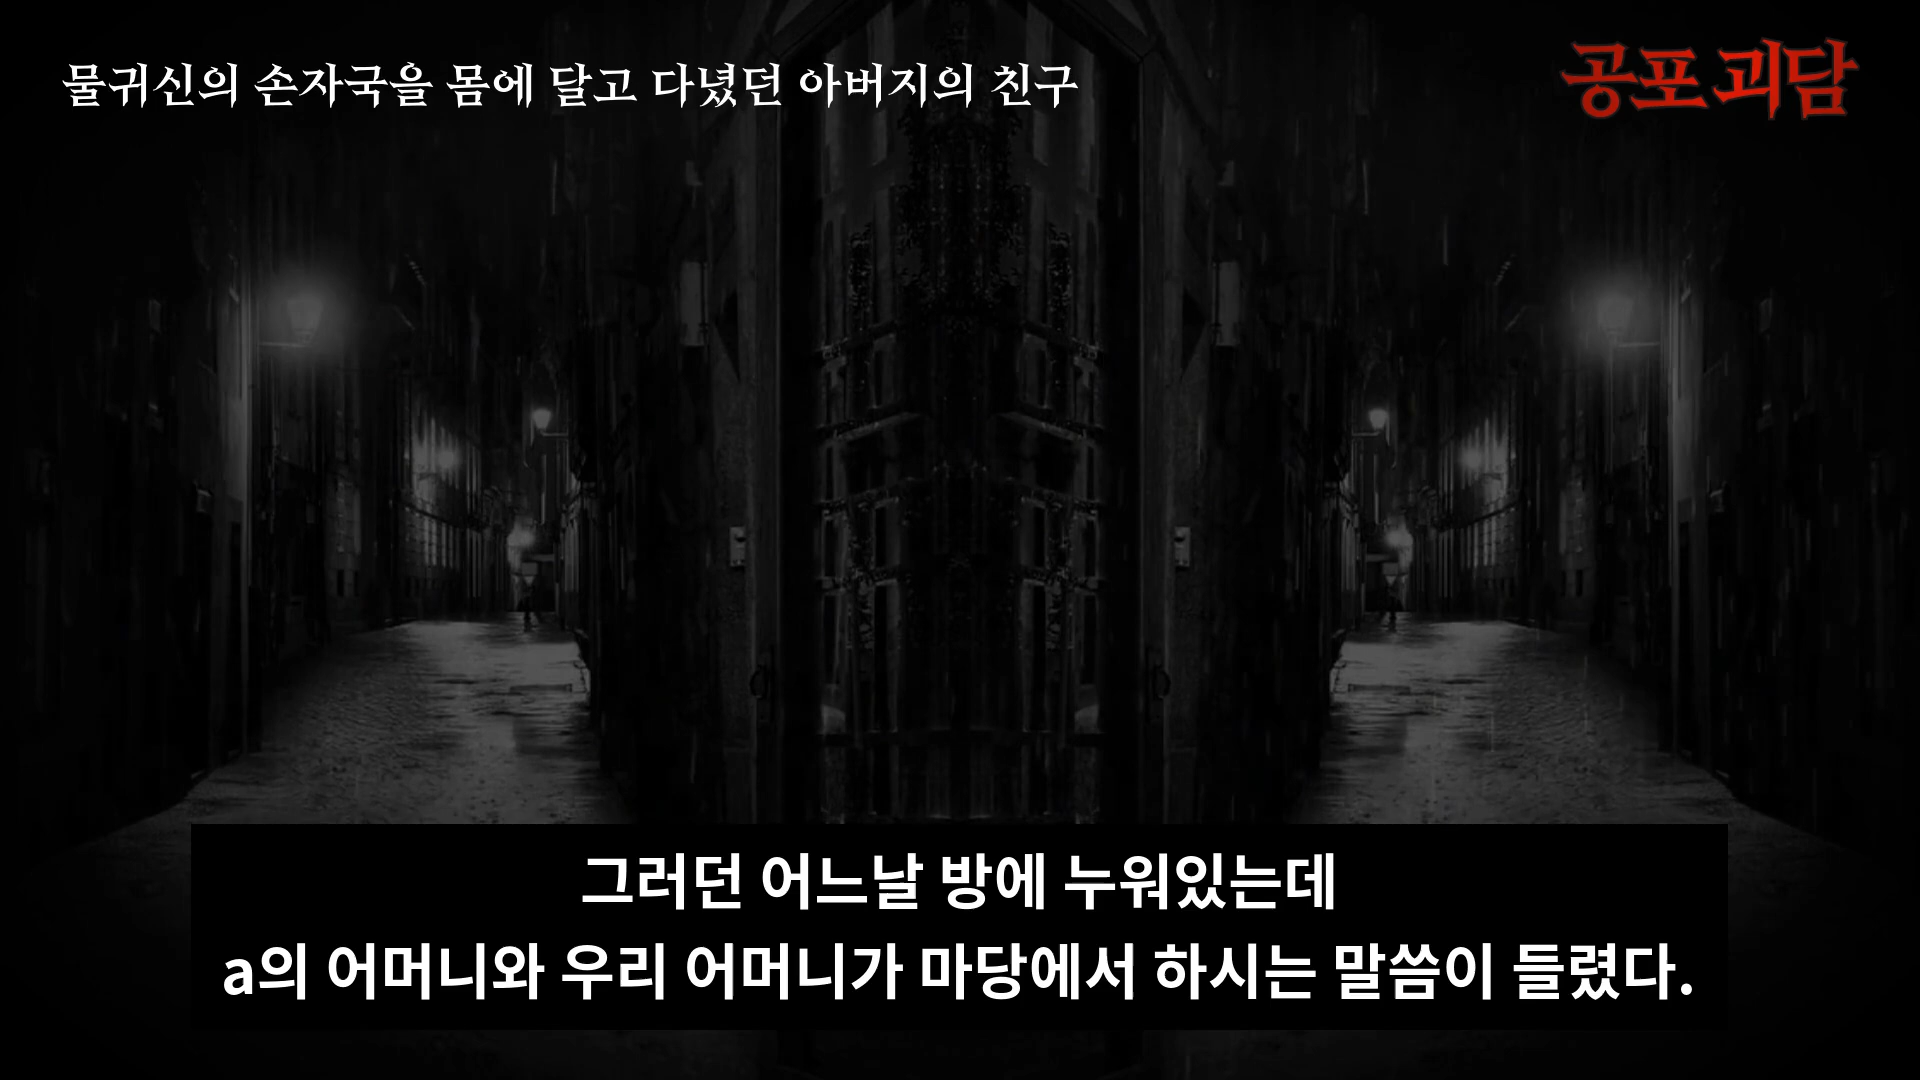 물귀신의 손자국을 몸에 달고 다녔던 아버지의 친구
공포 괴담
그러던 어느날 방에 누워있는데
a의 어머니와 우리 어머니가 마당에서 하시는 말씀이 들렸다.